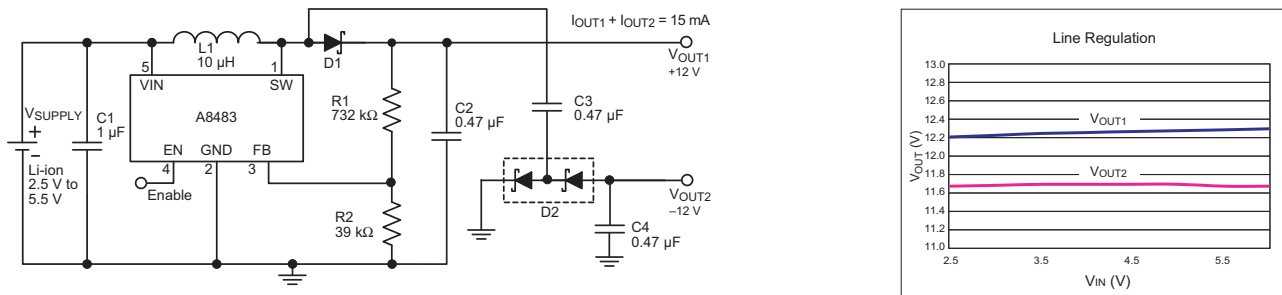 IOUT1 + IOUT2 = 15 mA
L1
10 µH
D1
VOUT1
+12 V
5
1
VIN
SW
VSUPPLY
+
–
C1
1 µF
A8483
R1
732 kΩ
C2
0.47 µF
C3
0.47 µF
EN
GND
FB
4
2
3
Li-ion
2.5 V to
5.5 V
Enable
R2
39 kΩ
D2
VOUT2
–12 V
C4
0.47 µF
Line Regulation
VOUT (V)
13.0
12.8
12.6
12.4
12.2
12.0
11.8
11.6
11.4
11.2
11.0
VOUT1
VOUT2
2.5
3.5
4.5
5.5
VIN (V)